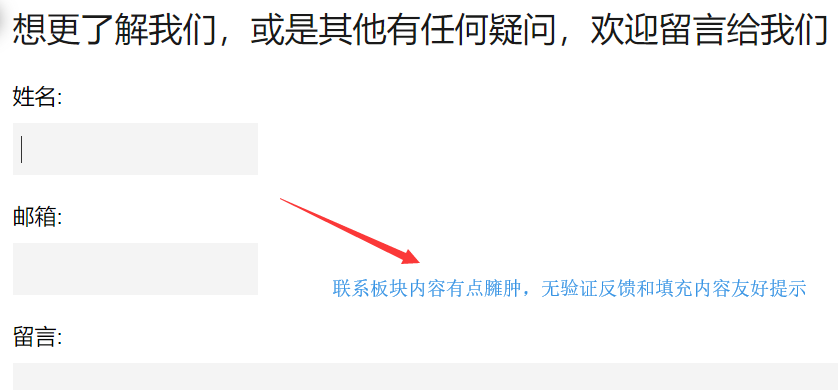 想更了解我们，或是其他有任何疑问，欢迎留言给我们
姓名:
邮箱:
联系板块内容有点臃肿，无验证反馈和填充内容友好提示
留言: